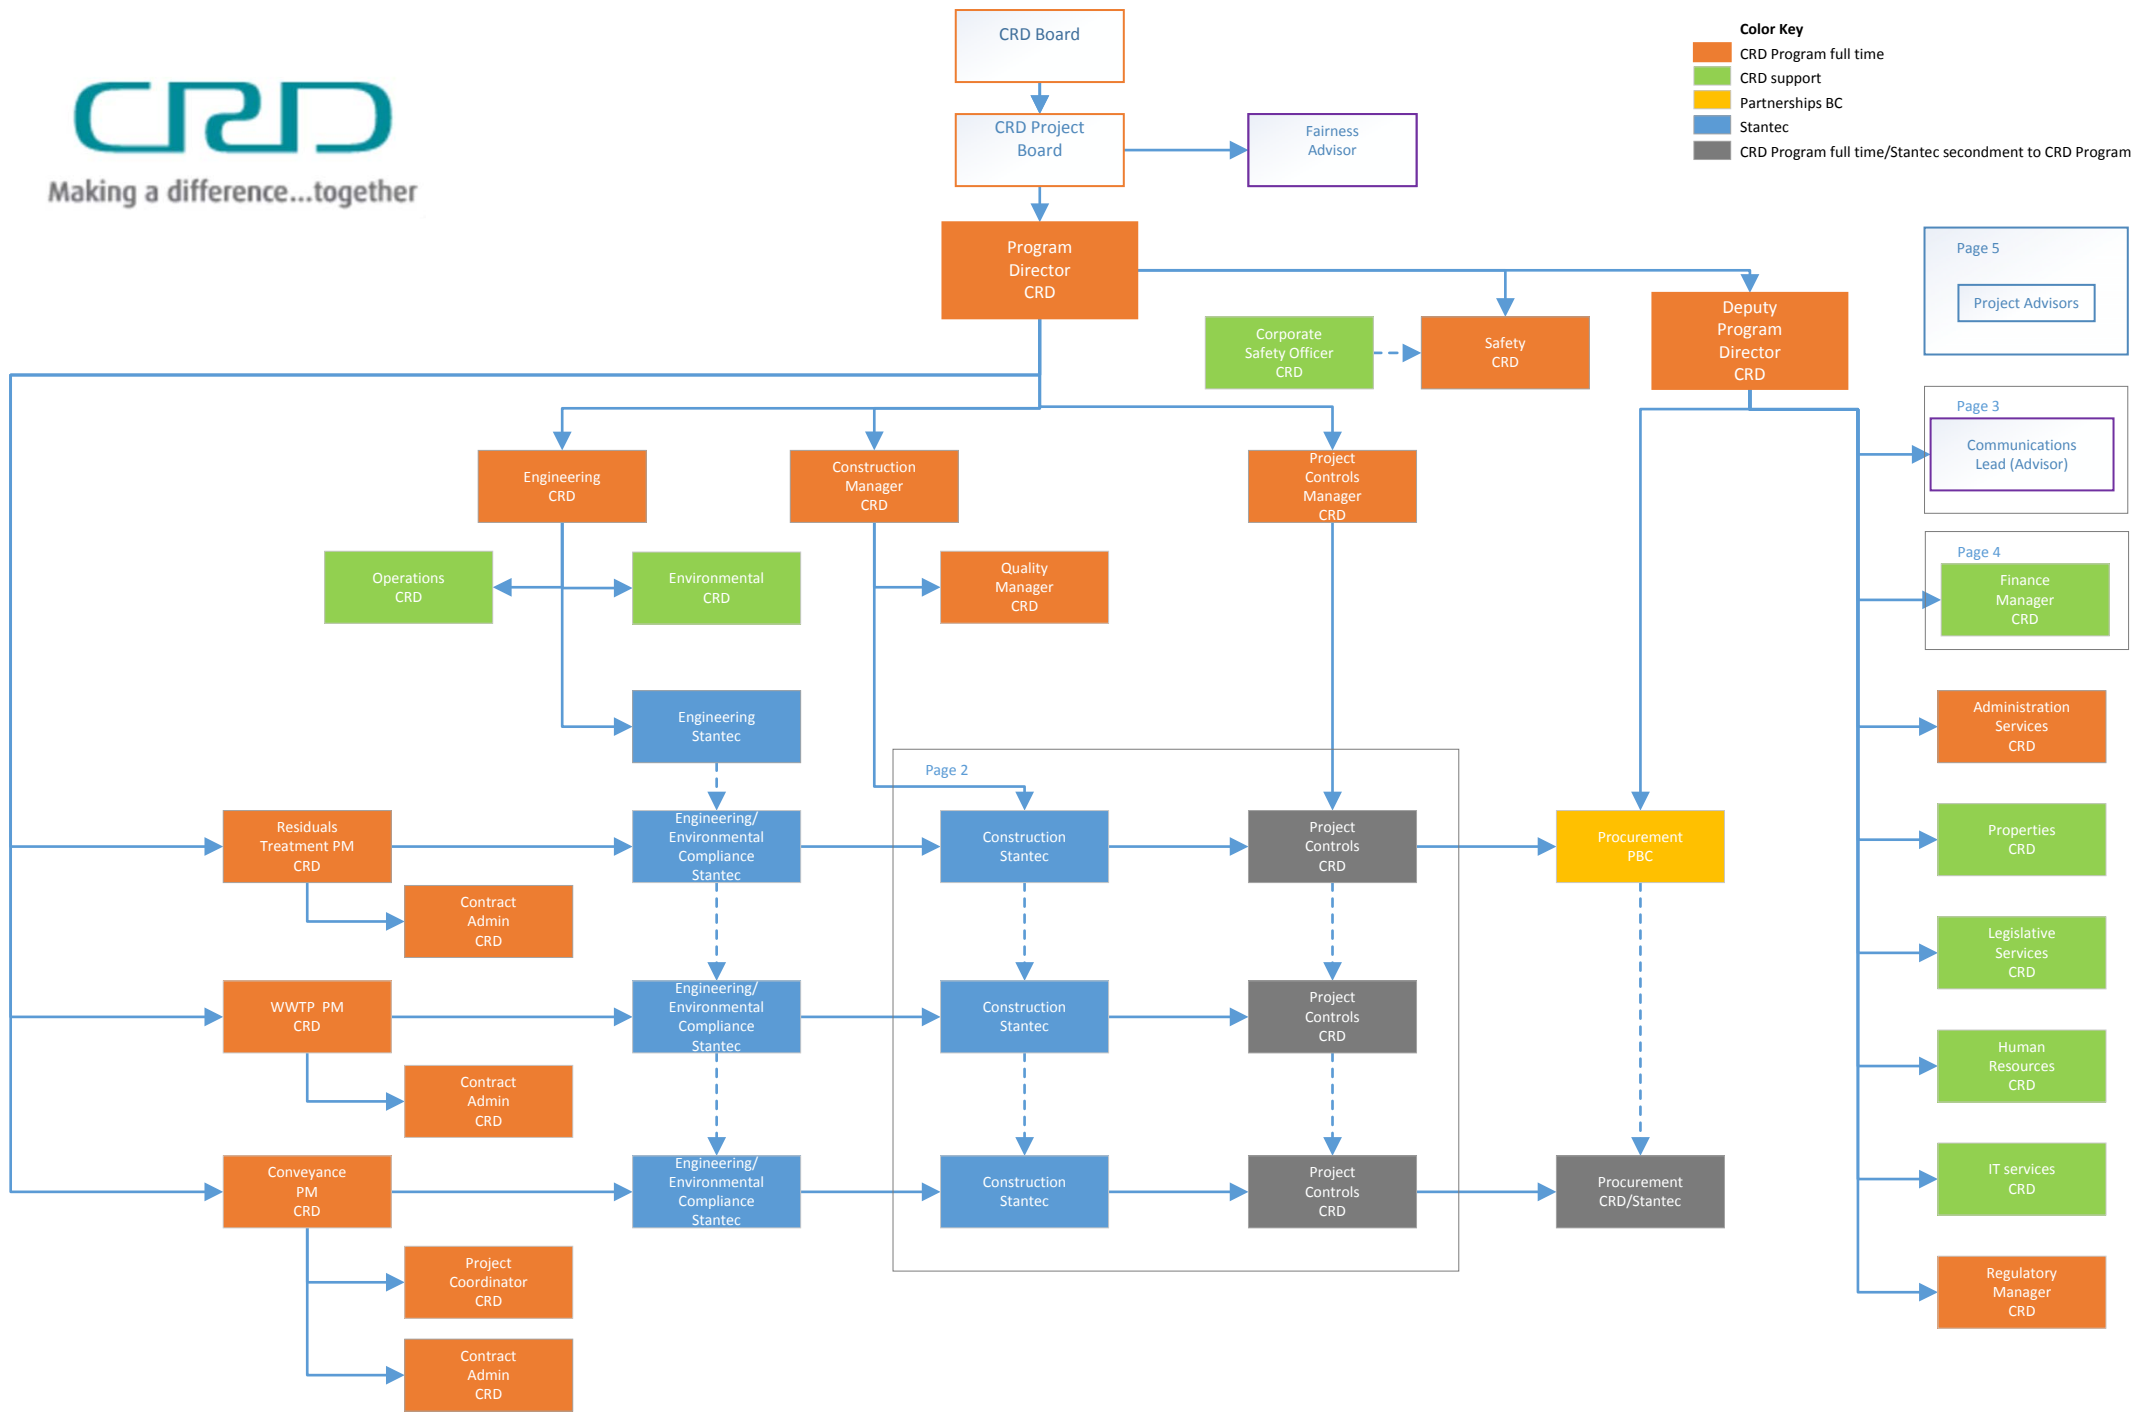 CRD
Making a difference...together
CRD Board
CRD Project
Board
Fairness
Advisor
Color Key
CRD Program full time
CRD support
Partnerships BC
Stantec
CRD Program full time/Stantec secondment to CRD Program
Program
Director
CRD
Page 5
Project Advisors
Corporate
Safety Officer
CRD
Safety
CRD
Deputy
Program
Director
CRD
Page 3
Communications
Lead (Advisor)
Engineering
CRD
Construction
Manager
CRD
Project
Controls
Manager
CRD
Operations
CRD
Environmental
CRD
Quality
Manager
CRD
Page 4
Finance
Manager
CRD
Engineering
Stantec
Administration
Services
CRD
Page 2
Residuals
Treatment PM
CRD
Engineering/
Environmental
Compliance
Stantec
Construction
Stantec
Project
Controls
CRD
Procurement
PBC
Properties
CRD
Contract
Admin
CRD
Legislative
Services
CRD
WWTP PM
CRD
Engineering/
Environmental
Compliance
Stantec
Construction
Stantec
Project
Controls
CRD
Human
Resources
CRD
Contract
Admin
CRD
Conveyance
PM
CRD
Engineering/
Environmental
Compliance
Stantec
Construction
Stantec
Project
Controls
CRD
Procurement
CRD/Stantec
IT services
CRD
Project
Coordinator
CRD
Regulatory
Manager
CRD
Contract
Admin
CRD